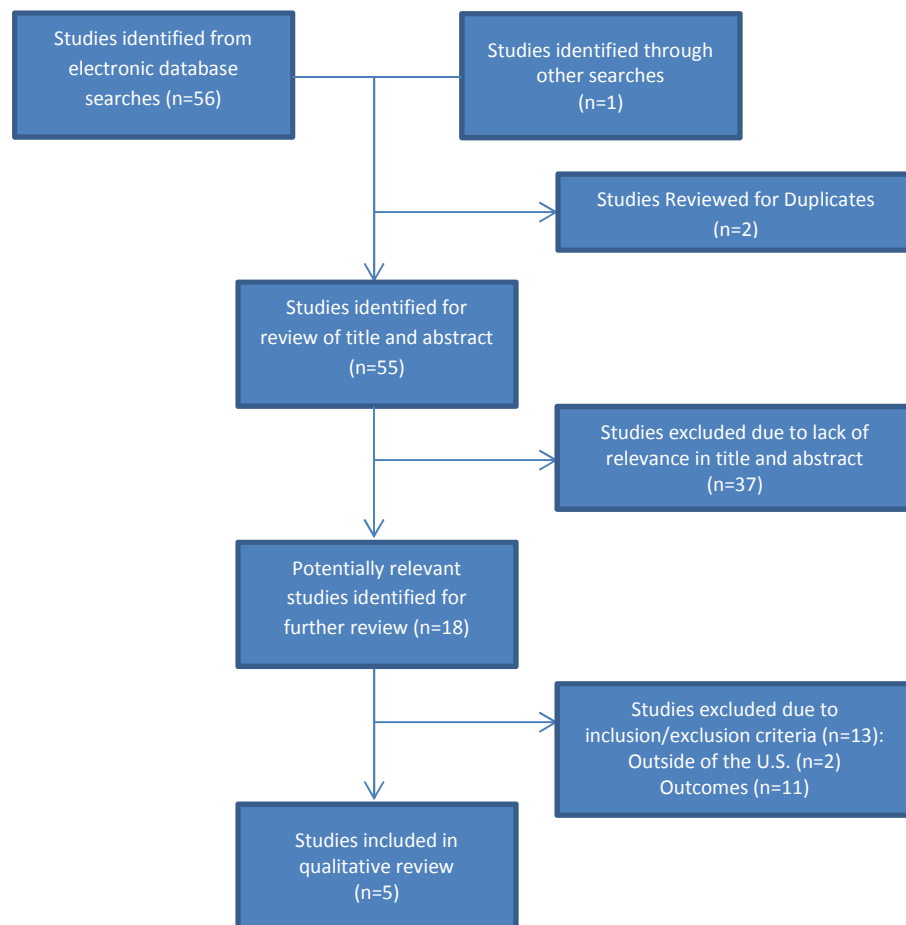 Studies identified from
electronic database
searches (n=56)
Studies identified through
other searches
(n=1)
Studies Reviewed for Duplicates
(n=2)
Studies identified for
review of title and abstract
(n=55)
Studies excluded due to lack of
relevance in title and abstract
(n=37)
Potentially relevant
studies identified for
further review (n=18)
Studies excluded due to
inclusion/exclusion criteria (n=13):
Outside of the U.S. (n=2)
Outcomes (n=11)
Studies included in
qualitative review
(n=5)